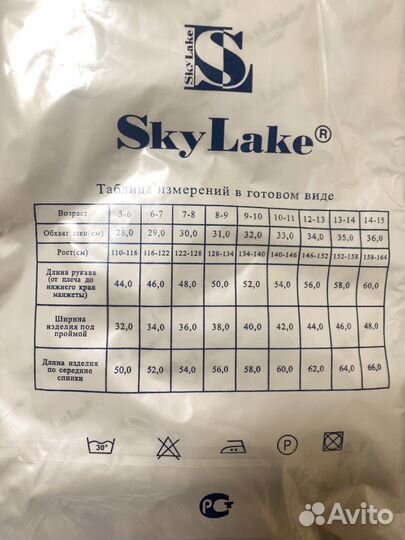 SkyLake
SL
SkyLake®
Таблица измерений в готовом виде
Возраст 5-6 6-7 7-8 8-9 9-10 10-11 12-13 13-14 14-15
Обхват шеи(см) 28,0 29,0 30,0 31,0 32,0 33,0 34,0 35,0 36,0
Рост(см) 110-116 116-122 122-128 128-134 134-140 140-146 146-152 152-158 158-164
Длина рукава
(от плеча до
нижнего края
манжеты) 44,0 46,0 48,0 50,0 52,0 54,0 56,0 58,0 60,0
Ширина
изделия под
проймой 32,0 34,0 36,0 38,0 40,0 42,0 44,0 46,0 48,0
Длина изделия
по середине
спинки 50,0 52,0 54,0 56,0 58,0 60,0 62,0 64,0 66,0
30°
P
РСТ
Avito